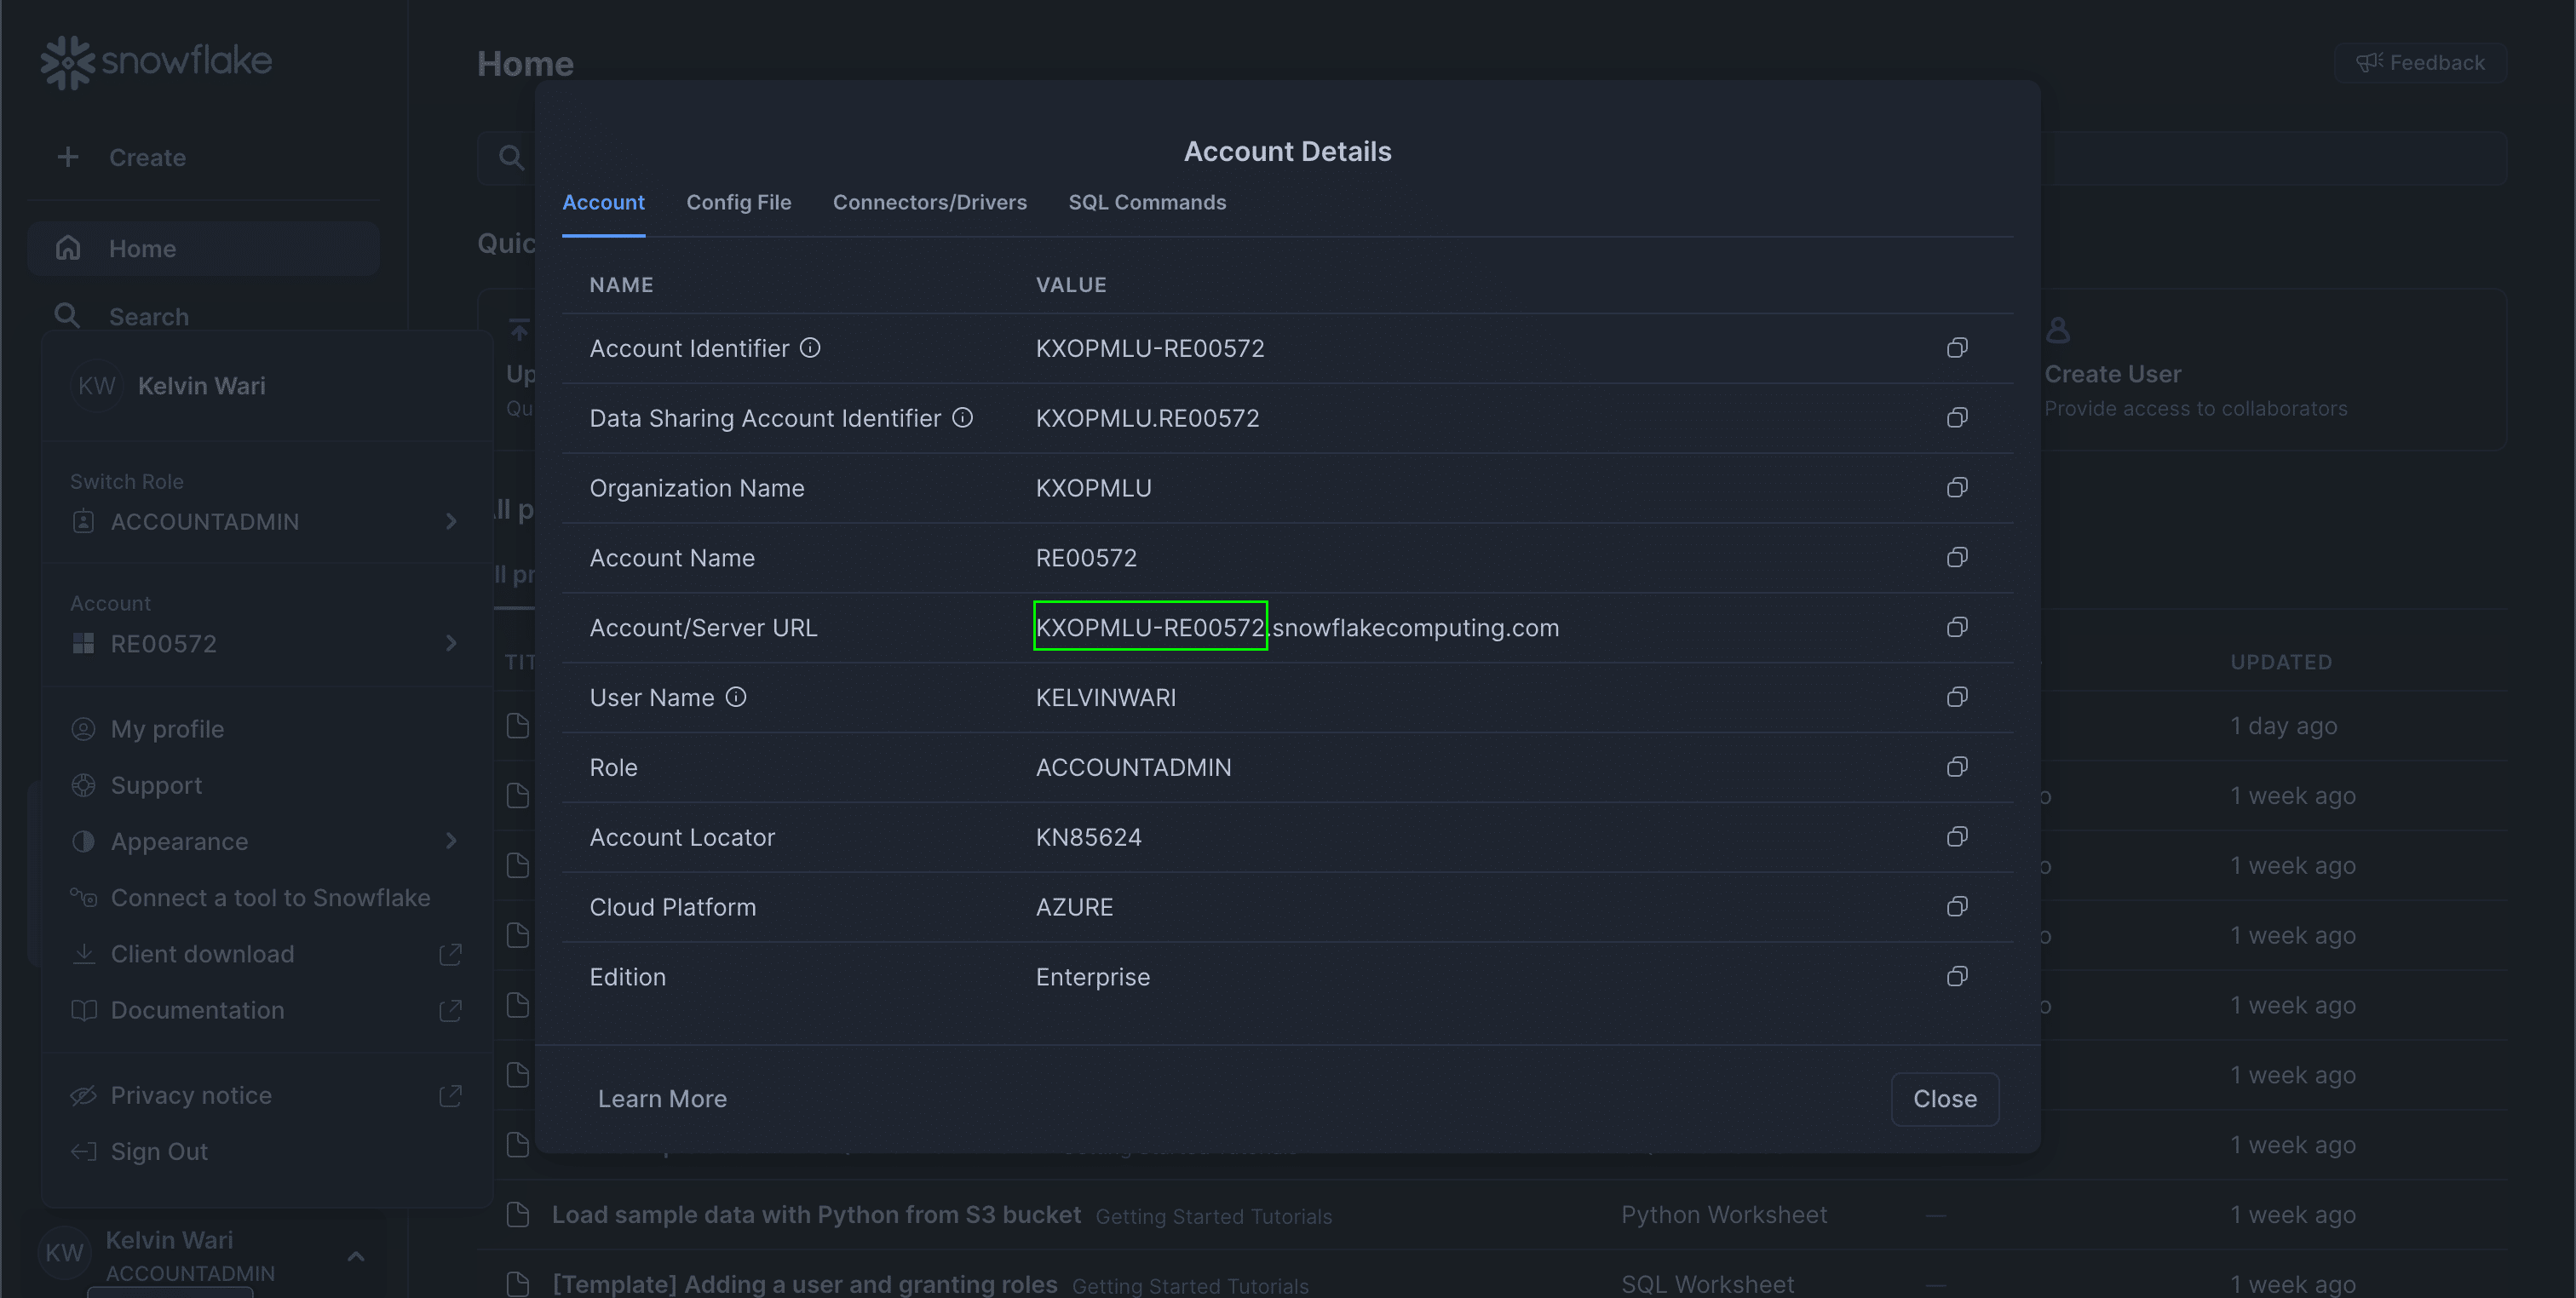 snowflake
Create
Home
Search
KW Kelvin Wari
Switch Role
ACCOUNTADMIN
Account
RE00572
My profile
Support
Appearance
Connect a tool to Snowflake
Client download
Documentation
Privacy notice
Sign Out
KW Kelvin Wari
ACCOUNTADMIN
Home
Feedback
Quic
Up
Qu
Create User
Provide access to collaborators
ll p
ll pr
TIT
UPDATED
Account Details
Account Config File Connectors/Drivers SQL Commands
NAME VALUE
Account Identifier KXOPMLU-RE00572
Data Sharing Account Identifier KXOPMLU.RE00572
Organization Name KXOPMLU
Account Name RE00572
Account/Server URL KXOPMLU-RE00572.snowflakecomputing.com
User Name KELVINWARI
Role ACCOUNTADMIN
Account Locator KN85624
Cloud Platform AZURE
Edition Enterprise
Learn More Close
1 day ago
1 week ago
1 week ago
1 week ago
1 week ago
1 week ago
1 week ago
Load sample data with Python from S3 bucket Getting Started Tutorials Python Worksheet — 1 week ago
[Template] Adding a user and granting roles Getting Started Tutorials SQL Worksheet — 1 week ago